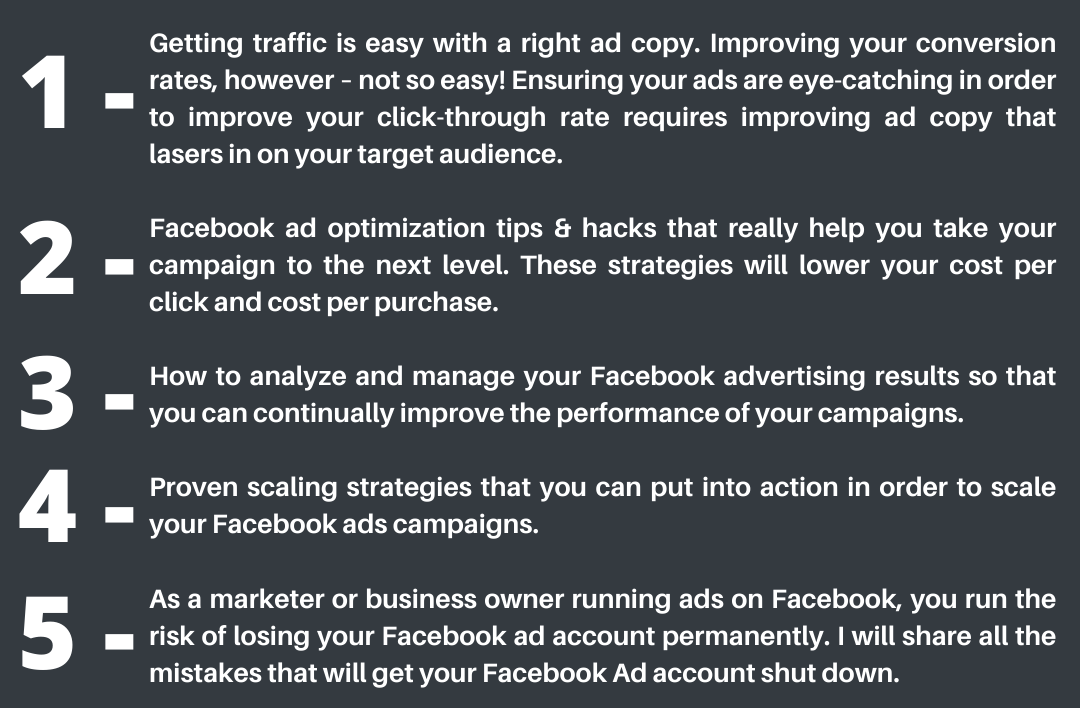 1 - Getting traffic is easy with a right ad copy. Improving your conversion
rates, however – not so easy! Ensuring your ads are eye-catching in order
to improve your click-through rate requires improving ad copy that
lasers in on your target audience.
2 - Facebook ad optimization tips & hacks that really help you take your
campaign to the next level. These strategies will lower your cost per
click and cost per purchase.
3 - How to analyze and manage your Facebook advertising results so that
you can continually improve the performance of your campaigns.
4 - Proven scaling strategies that you can put into action in order to scale
your Facebook ads campaigns.
5 - As a marketer or business owner running ads on Facebook, you run the
risk of losing your Facebook ad account permanently. I will share all the
mistakes that will get your Facebook Ad account shut down.